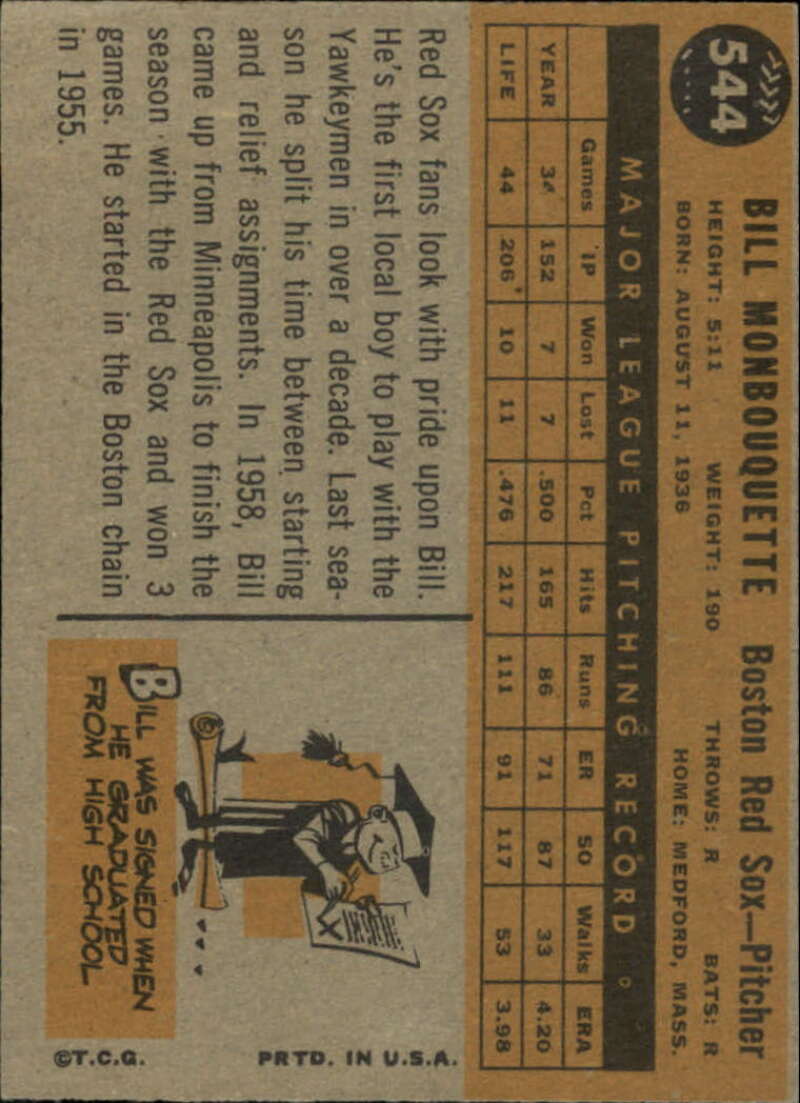 544
BILL MONBOUQUETTE Boston Red Sox—Pitcher
HEIGHT: 5:11 WEIGHT: 190 THROWS: R BATS: R
BORN: AUGUST 11, 1936 HOME: MEDFORD, MASS.
MAJOR LEAGUE PITCHING RECORD
Games IP Won Lost Pct Hits Runs ER SO Walks ERA
YEAR 34 152 7 7 .500 165 86 71 87 33 4.20
LIFE 44 206 10 11 .476 217 111 91 117 53 3.98
Red Sox fans look with pride upon Bill.
He's the first local boy to play with the
Yawkeymen in over a decade. Last sea-
son he split his time between starting
and relief assignments. In 1958, Bill
came up from Minneapolis to finish the
season with the Red Sox and won 3
games. He started in the Boston chain
in 1955.
X
BILL WAS SIGNED WHEN
HE GRADUATED
FROM HIGH SCHOOL
©T.C.G. PRTD. IN U.S.A.